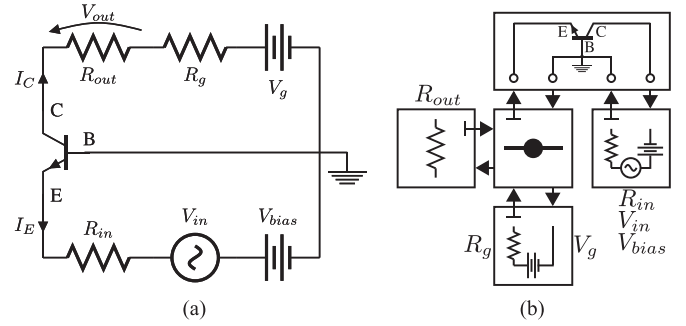 V_out
R_out
R_g
V_g
I_C
C
B
E
I_E
R_in
V_in
V_bias
(a)
E C
B
R_out
R_in
V_in
V_bias
R_g
V_g
(b)